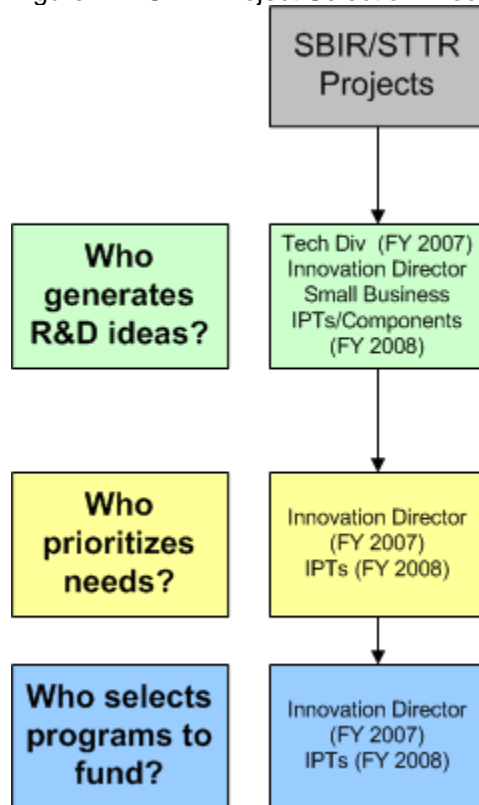 SBIR/STTR
Projects
Who
generates
R&D ideas?
Tech Div (FY 2007)
Innovation Director
Small Business
IPTs/Components
(FY 2008)
Who
prioritizes
needs?
Innovation Director
(FY 2007)
IPTs (FY 2008)
Who selects
programs to
fund?
Innovation Director
(FY 2007)
IPTs (FY 2008)